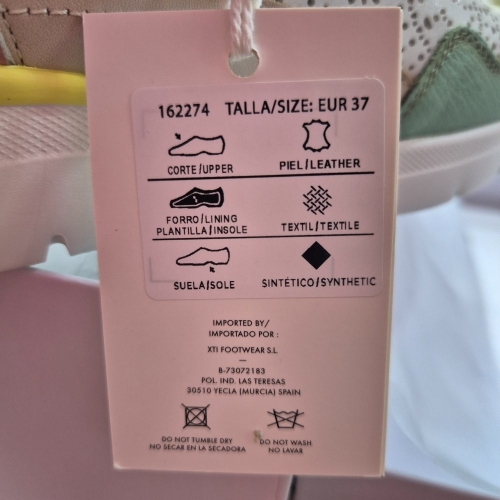 162274 TALLA/SIZE: EUR 37
CORTE/UPPER
PIEL/LEATHER
FORRO/LINING
PLANTILLA/INSOLE
TEXTIL/TEXTILE
SUELA/SOLE
SINTÉTICO/SYNTHETIC
IMPORTED BY/
IMPORTADO POR:
XTI FOOTWEAR S.L
B-73072183
POL. IND. LAS TERESAS
30510 YECLA (MURCIA) SPAIN
DO NOT TUMBLE DRY
NO SECAR EN LA SECADORA
DO NOT WASH
NO LAVAR